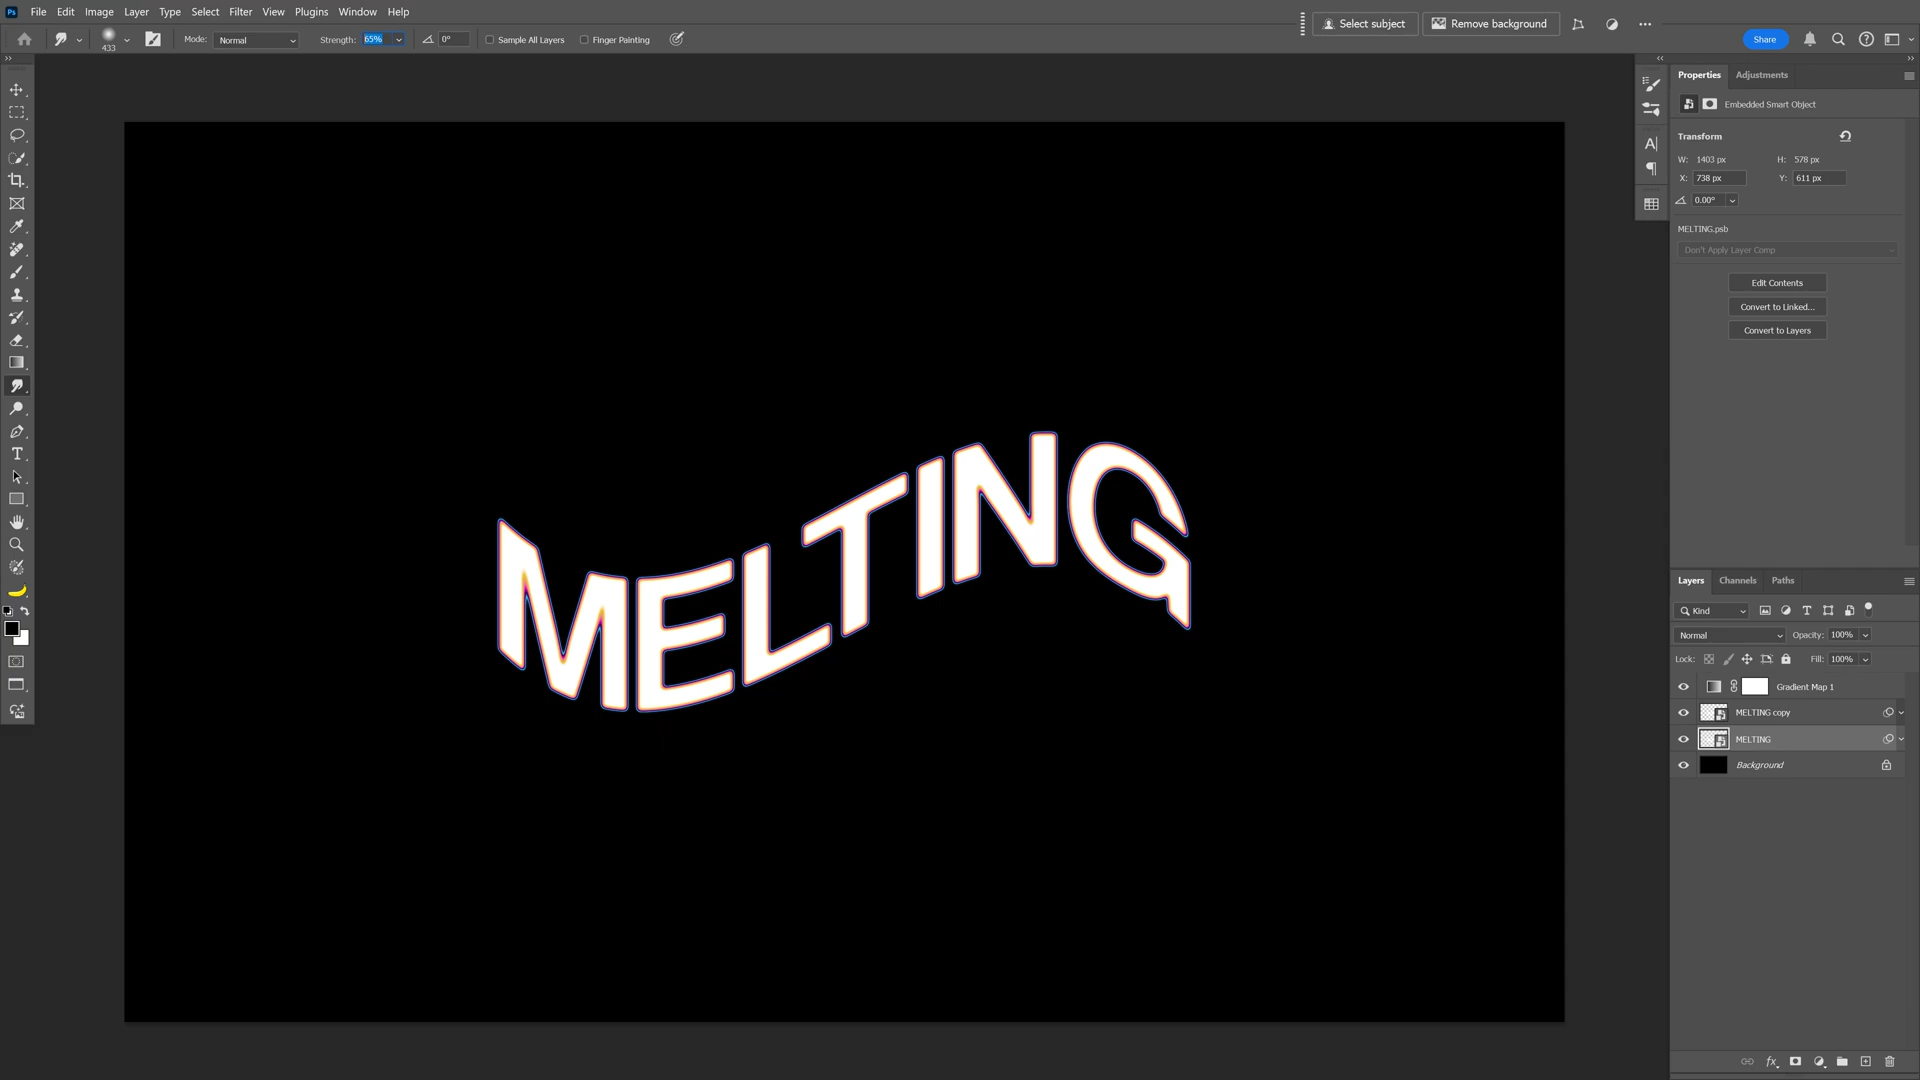 Ps File Edit Image Layer Type Select Filter View Plugins Window Help
Select subject Remove background
433 Mode: Normal Strength: 65% 0° Sample All Layers Finger Painting Share
Properties Adjustments
Embedded Smart Object
Transform
W: 1403 px H: 578 px
X: 738 px Y: 611 px
0.00°
MELTING.psb
Don't Apply Layer Comp
Edit Contents
Convert to Linked...
Convert to Layers
MELTING
Layers Channels Paths
Kind
Normal Opacity: 100%
Lock: Fill: 100%
Gradient Map 1
MELTING copy
MELTING
Background
fx